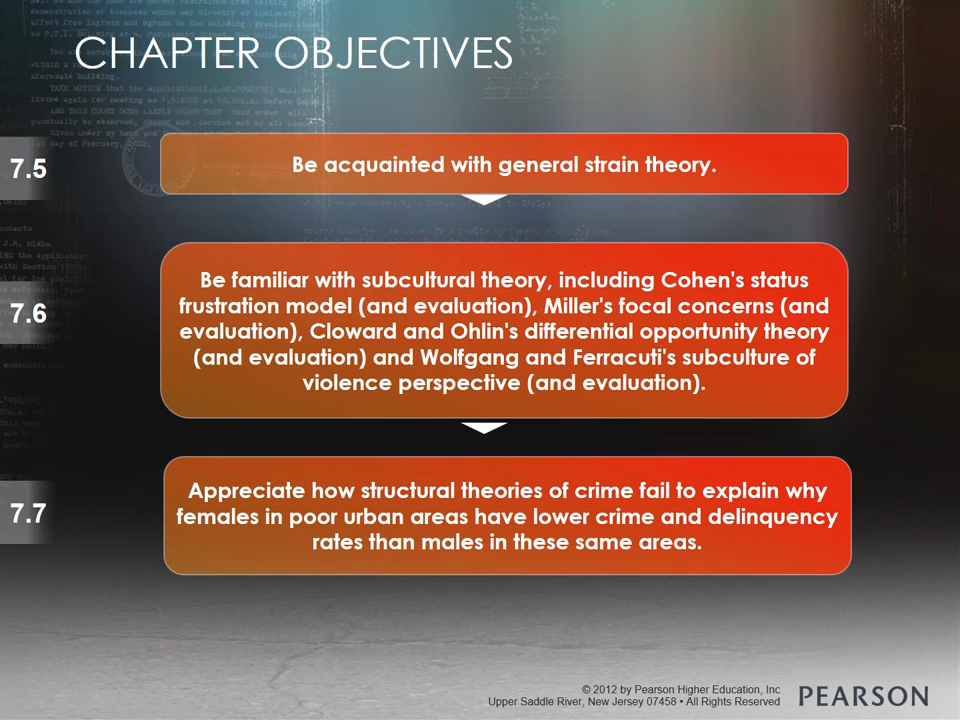 CHAPTER OBJECTIVES
7.5
Be acquainted with general strain theory.
7.6
Be familiar with subcultural theory, including Cohen's status
frustration model (and evaluation), Miller's focal concerns (and
evaluation), Cloward and Ohlin's differential opportunity theory
(and evaluation) and Wolfgang and Ferracuti's subculture of
violence perspective (and evaluation).
7.7
Appreciate how structural theories of crime fail to explain why
females in poor urban areas have lower crime and delinquency
rates than males in these same areas.
© 2012 by Pearson Higher Education, Inc
Upper Saddle River, New Jersey 07458 • All Rights Reserved
PEARSON